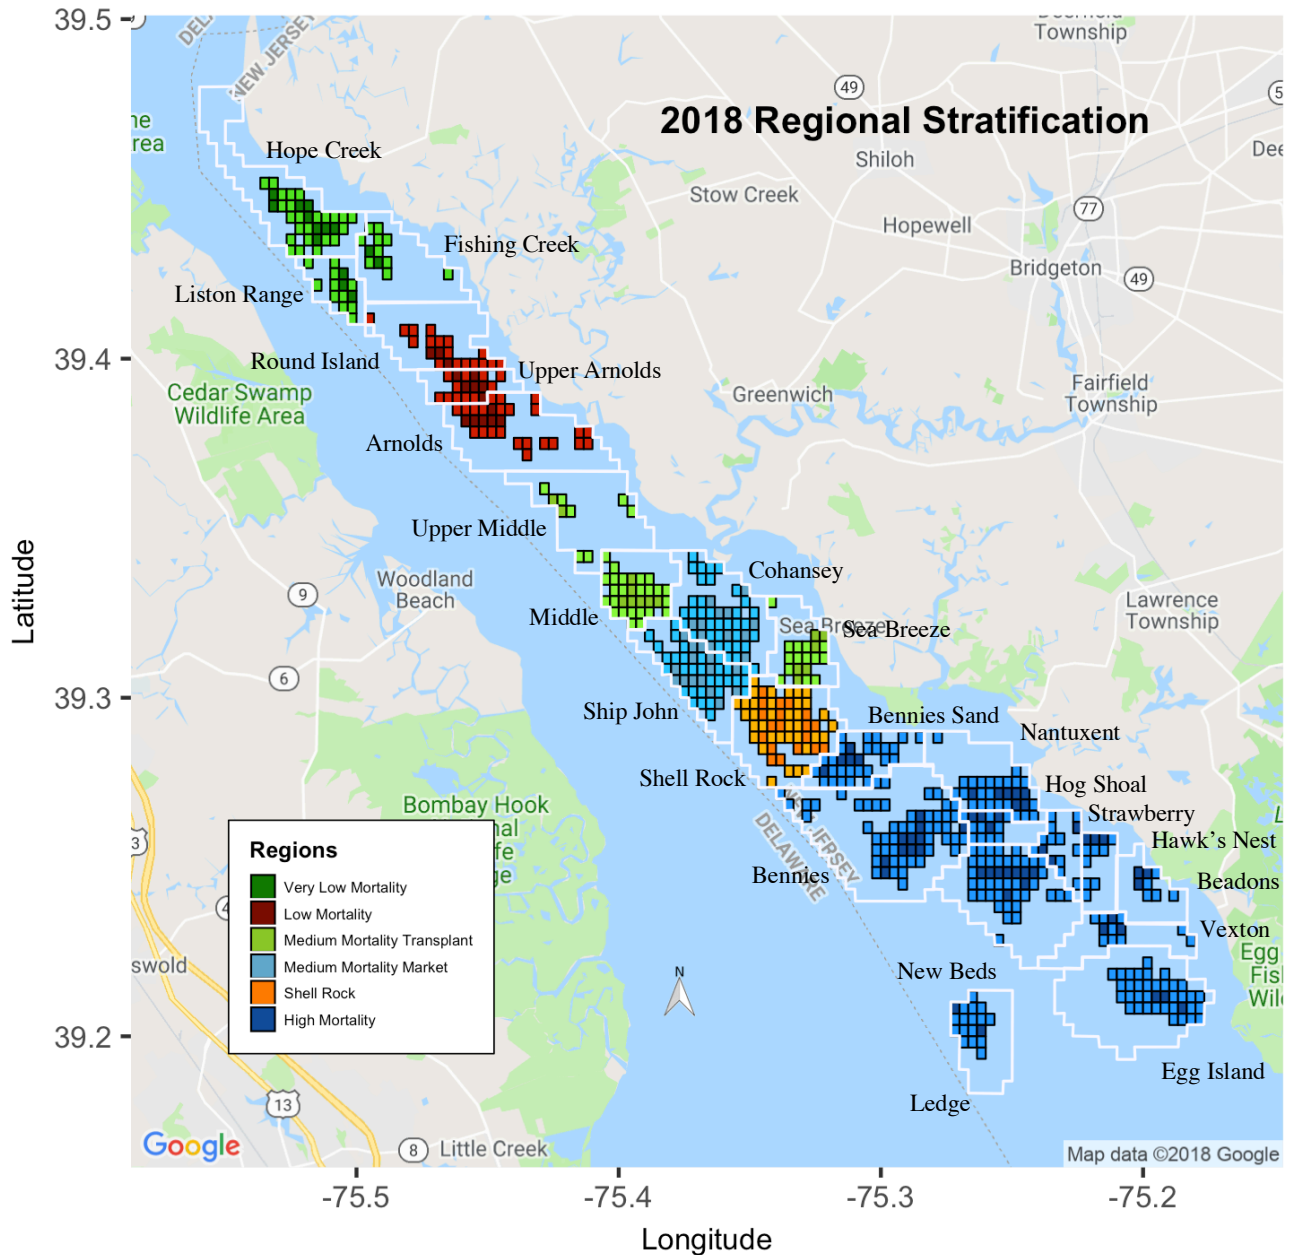 39.5
NEW JERSEY
Township
49
2018 Regional Stratification
Hope Creek
Shiloh
Stow Creek
77
Hopewell
Fishing Creek
Bridgeton
49
Liston Range
39.4
Round Island
Upper Arnolds
Cedar Swamp
Wildlife Area
Greenwich
Fairfield
Township
Arnolds
Upper Middle
Cohansey
Woodland
Beach
9
Lawrence
Township
Middle
Sea Breeze
Sea Breeze
Latitude
6
39.3
Ship John
Bennies Sand
Nantuxent
Shell Rock
Hog Shoal
Strawberry
Bombay Hook
Hawk's Nest
NEW JERSEY
DELAWARE
Bennies
Beadons
Regions
Very Low Mortality
Low Mortality
Medium Mortality Transplant
Medium Mortality Market
Shell Rock
High Mortality
Vexton
Egg
New Beds
N
39.2
Egg Island
Ledge
13
Google
8
Little Creek
Map data ©2018 Google
-75.5
-75.4
-75.3
-75.2
Longitude